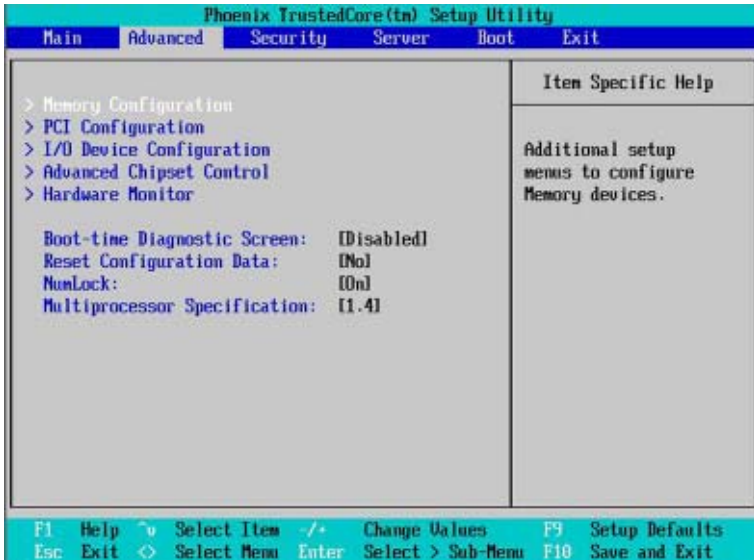 Phoenix TrustedCore(tm) Setup Utility
Main Advanced Security Server Boot Exit
Item Specific Help
> Memory Configuration
> PCI Configuration
> I/O Device Configuration
> Advanced Chipset Control
> Hardware Monitor
Boot-time Diagnostic Screen: [Disabled]
Reset Configuration Data: [No]
NumLock: [On]
Multiprocessor Specification: [1.4]
Additional setup
menus to configure
Memory devices.
F1 Help ^v Select Item -/+ Change Values F9 Setup Defaults
Esc Exit <> Select Menu Enter Select > Sub-Menu F10 Save and Exit